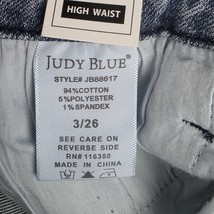 HIGH WAIST
JUDY BLUE
STYLE# JB88617
94%COTTON
5%POLYESTER
1%SPANDEX
3/26
SEE CARE ON
REVERSE SIDE
RN# 116380
MADE IN CHINA